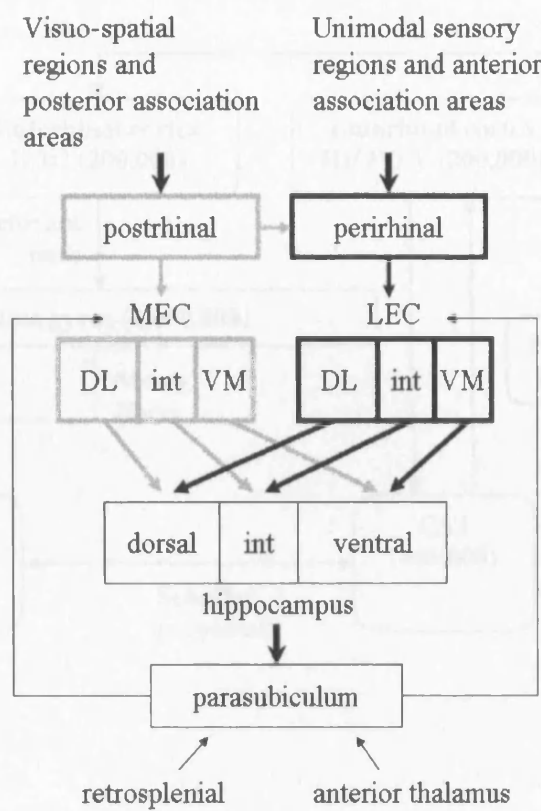 Visuo-spatial
regions and
posterior association
areas
Unimodal sensory
regions and anterior
association areas
postrhinal
perirhinal
MEC
LEC
DL int VM
DL int VM
dorsal int ventral
hippocampus
parasubiculum
retrosplenial
anterior thalamus